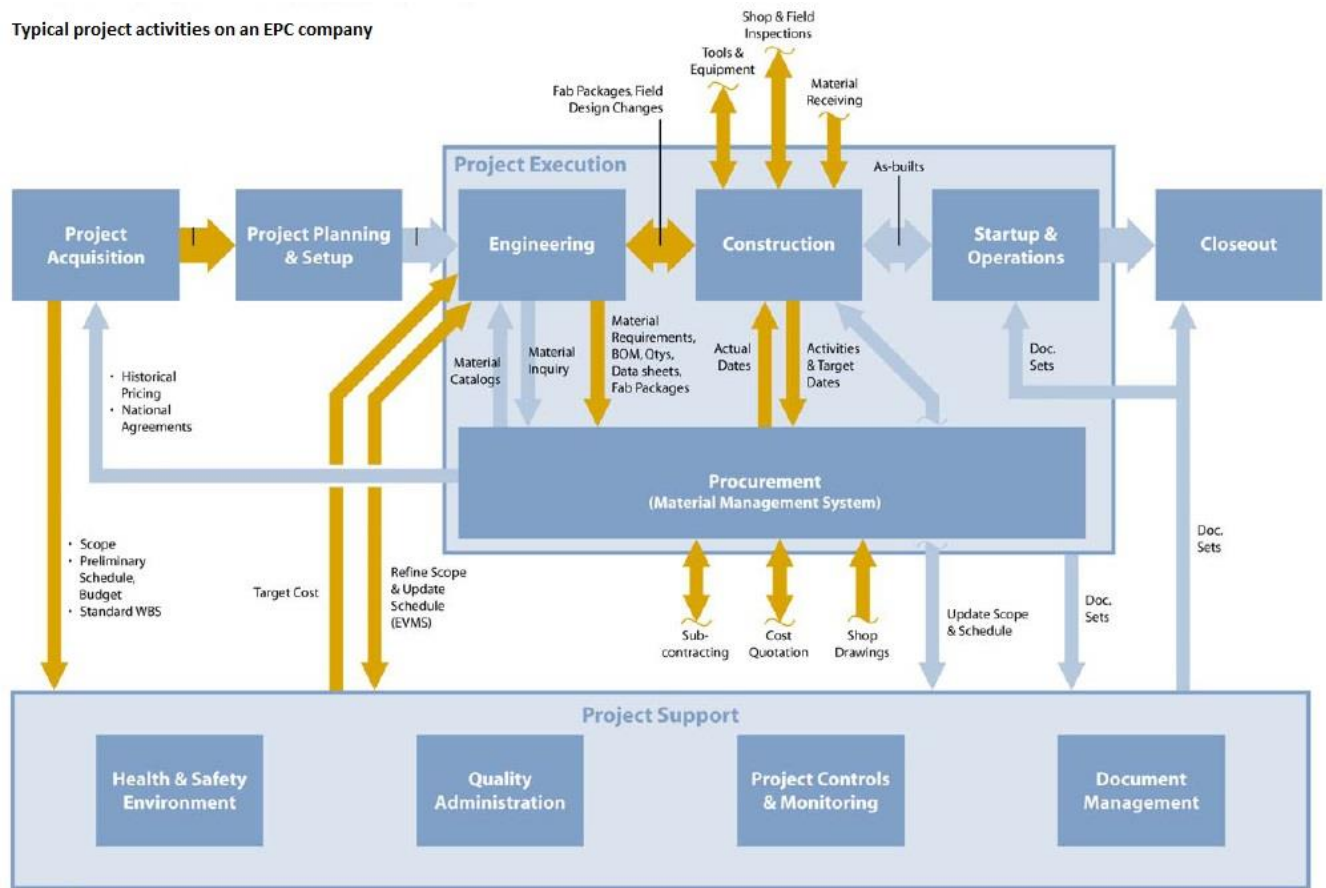 Typical project activities on an EPC company
Shop & Field
Inspections
Tools &
Equipment
Material
Receiving
Fab Packages, Field
Design Changes
Project Execution
As-builts
Project
Acquisition
Project Planning
& Setup
Engineering
Construction
Startup &
Operations
Closeout
• Historical
Pricing
• National
Agreements
Material
Catalogs
Material
Inquiry
Material
Requirements,
BOM, Qtys,
Data sheets,
Fab Packages
Actual
Dates
Activities
& Target
Dates
Doc.
Sets
Procurement
(Material Management System)
• Scope
• Preliminary
Schedule,
Budget
• Standard WBS
Target Cost
Refine Scope
& Update
Schedule
(EVMS)
Sub-
contracting
Cost
Quotation
Shop
Drawings
Update Scope
& Schedule
Doc.
Sets
Doc.
Sets
Project Support
Health & Safety
Environment
Quality
Administration
Project Controls
& Monitoring
Document
Management